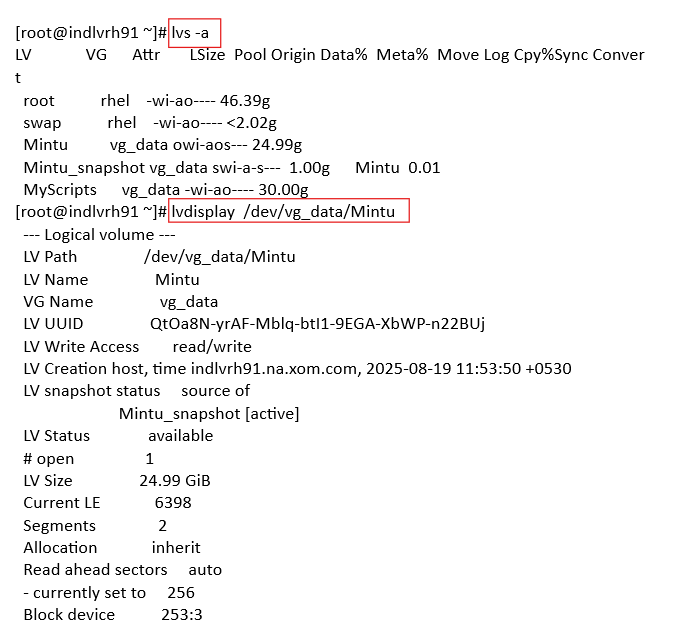 [root@indlvrh91 ~]# lvs -a
LV VG Attr LSize Pool Origin Data% Meta% Move Log Cpy%Sync Conver
t
root rhel -wi-ao---- 46.39g
swap rhel -wi-ao---- <2.02g
Mintu vg_data owi-aos--- 24.99g
Mintu_snapshot vg_data swi-a-s--- 1.00g Mintu 0.01
MyScripts vg_data -wi-ao---- 30.00g
[root@indlvrh91 ~]# lvdisplay /dev/vg_data/Mintu
--- Logical volume ---
LV Path /dev/vg_data/Mintu
LV Name Mintu
VG Name vg_data
LV UUID QtOa8N-yrAF-Mblq-btI1-9EGA-XbWP-n22BUj
LV Write Access read/write
LV Creation host, time indlvrh91.na.xom.com, 2025-08-19 11:53:50 +0530
LV snapshot status source of
Mintu_snapshot [active]
LV Status available
# open 1
LV Size 24.99 GiB
Current LE 6398
Segments 2
Allocation inherit
Read ahead sectors auto
- currently set to 256
Block device 253:3